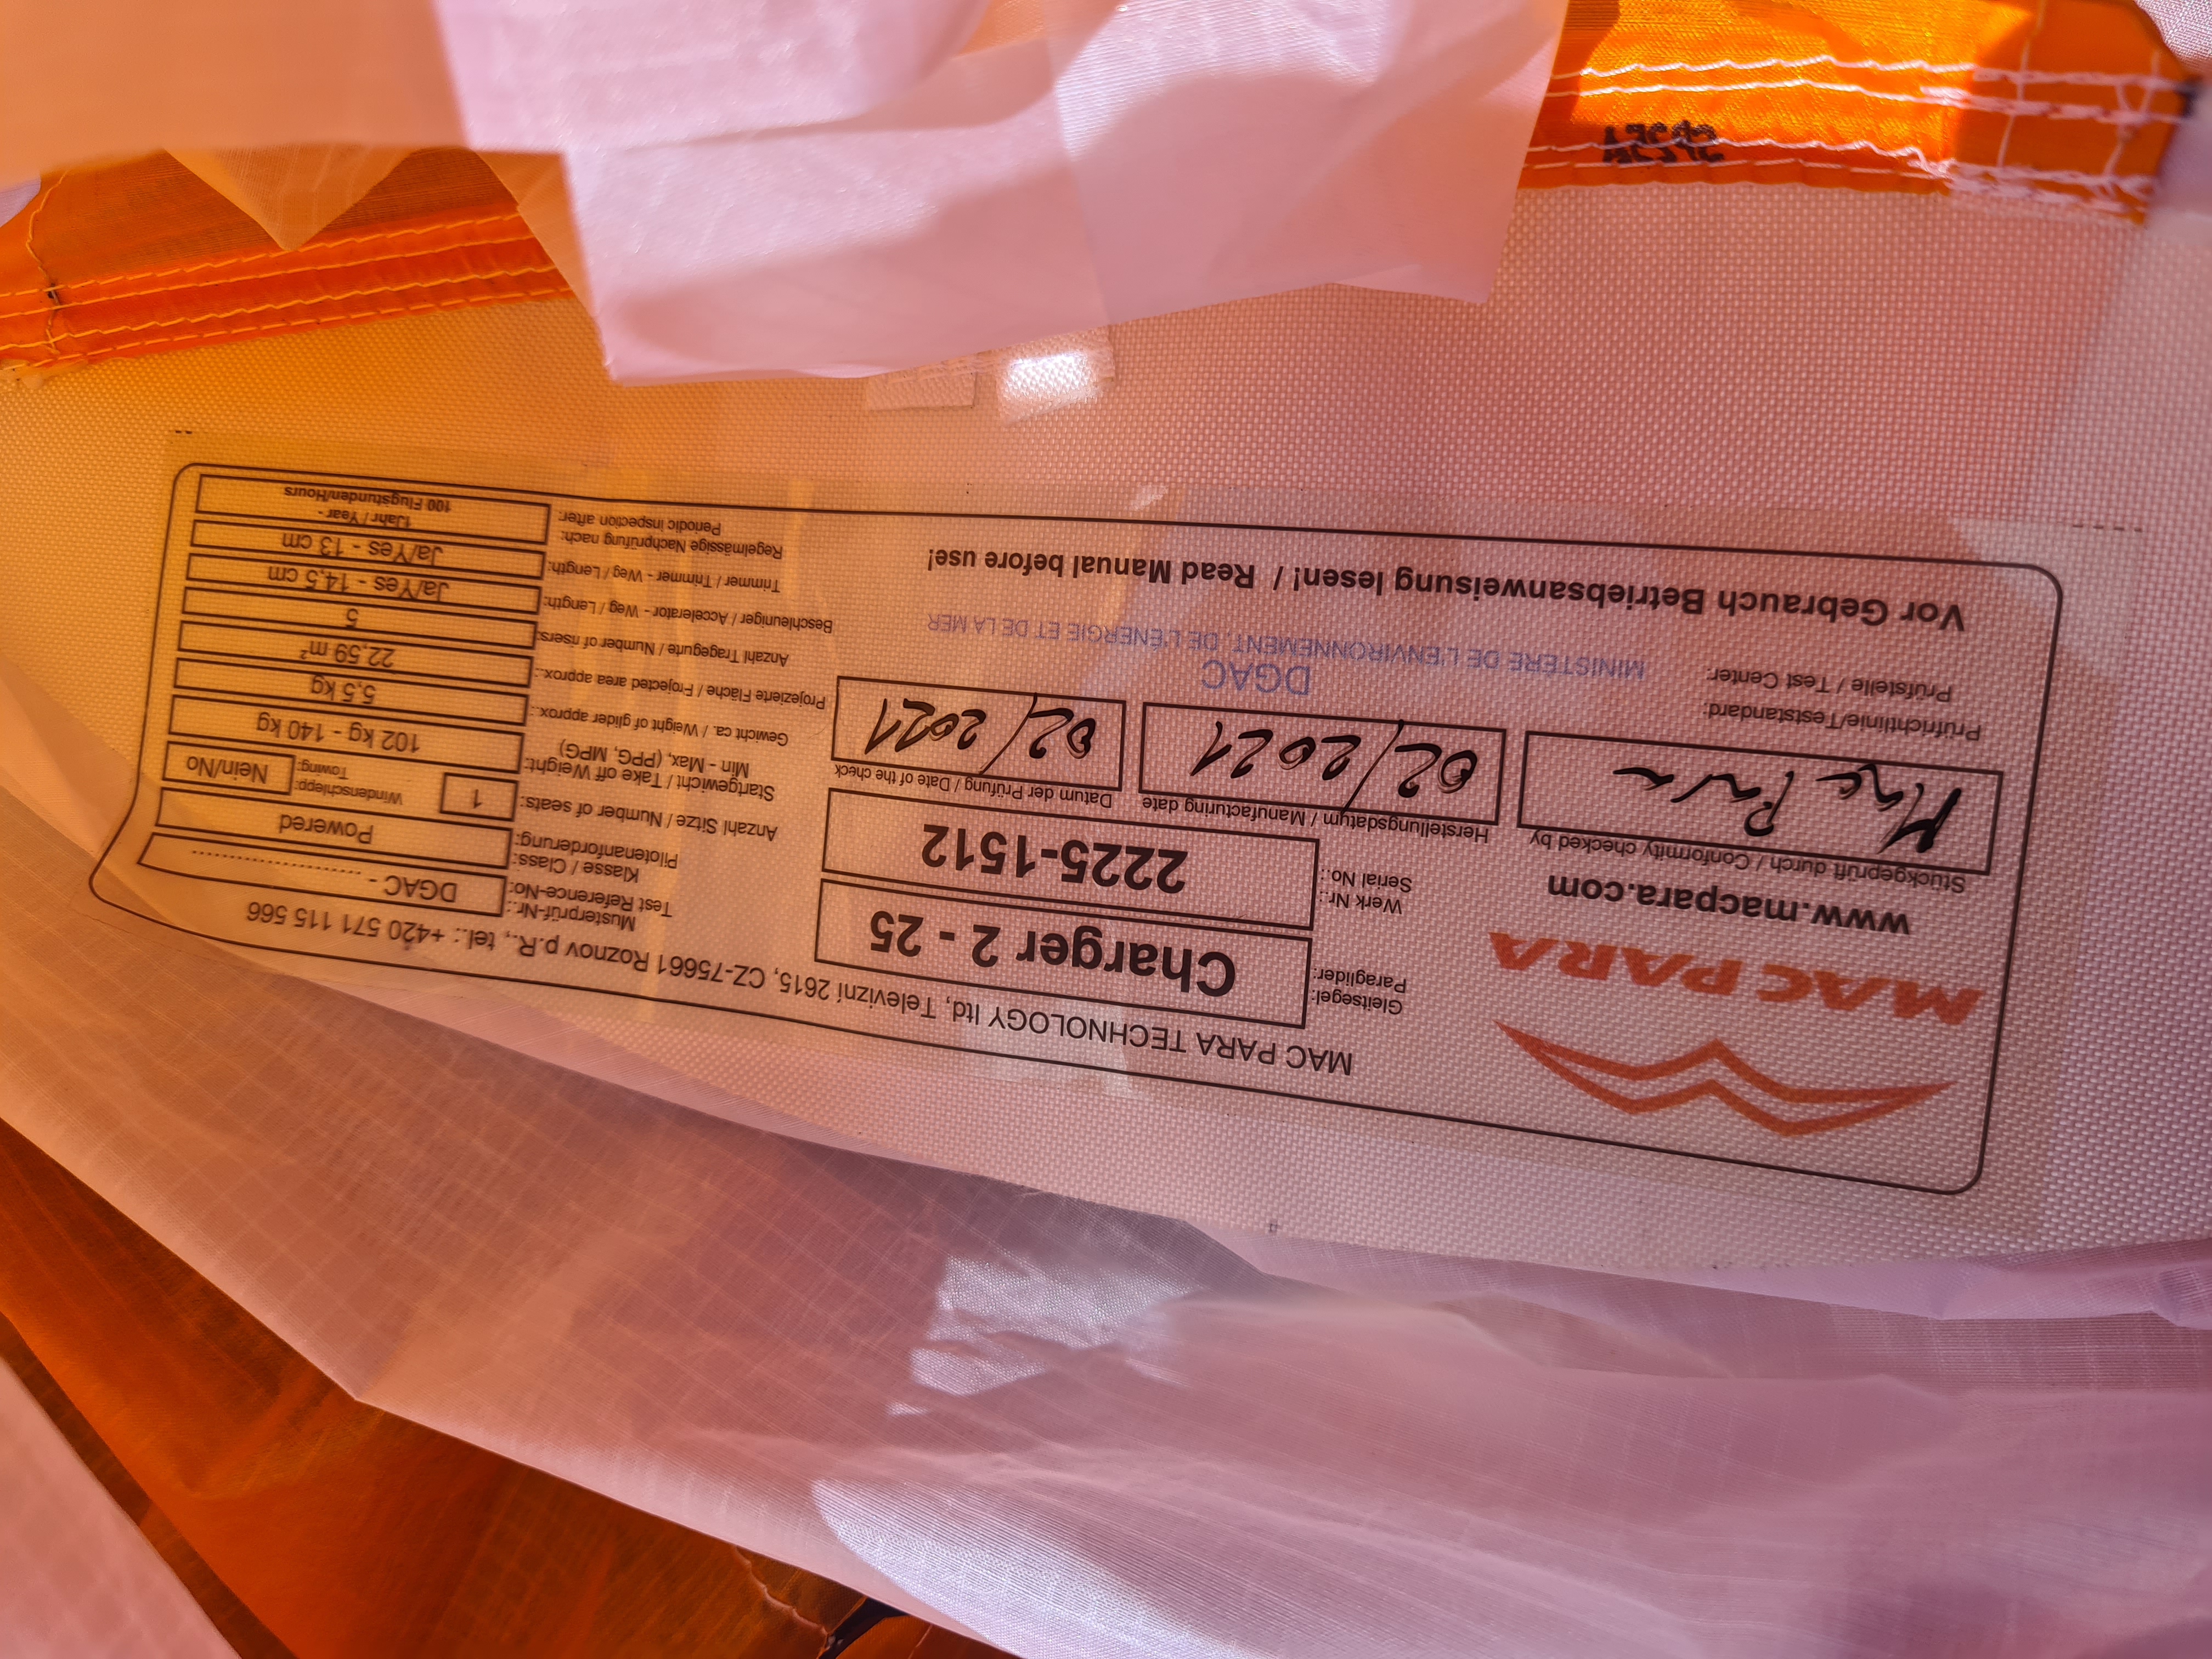 MAC PARA
www.macpara.com
Stückgeprüft durch / Conformity checked by
Mac Para
Prüfrichtlinie/Teststandard:
Prüfstelle / Test Center:
MAC PARA TECHNOLOGY ltd, Televizní 2615, CZ-75661 Roznov p.R., tel.: +420 571 115 566
Gleitsegel:
Paraglider:
Charger 2 - 25
Werk Nr.:
Serial No.:
2225-1512
Herstellungsdatum / Manufacturing date
02/2021
Datum der Prüfung / Date of the check
02/2021
DGAC
MINISTÈRE DE L'ENVIRONNEMENT, DE L'ÉNERGIE ET DE LA MER
Vor Gebrauch Betriebsanweisung lesen! / Read Manual before use!
Musterprüf-Nr.:
Test Reference-No:
DGAC - ......................
Klasse / Class:
Pilotenanforderung:
Powered
Anzahl Sitze / Number of seats:
1
Windenschlepp:
Towing:
Nein/No
Startgewicht / Take off Weight:
Min - Max, (PPG, MPG)
102 kg - 140 kg
Gewicht ca. / Weight of glider approx.:
5,5 kg
Projezierte Fläche / Projected area approx.:
22,59 m²
Anzahl Tragegurte / Number of risers:
5
Beschleuniger / Accelerator - Weg / Length:
Ja/Yes - 14,5 cm
Trimmer / Trimmer - Weg / Length:
Ja/Yes - 13 cm
Regelmässige Nachprüfung nach:
Periodic inspection after:
1Jahr / Year -
100 Flugstunden/Hours